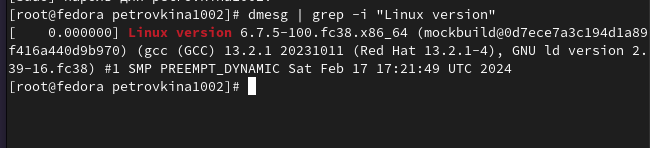 [root@fedora petrovkina1002]# dmesg | grep -i "Linux version"
[    0.000000] Linux version 6.7.5-100.fc38.x86_64 (mockbuild@0d7ece7a3c194d1a89
f416a440d9b970) (gcc (GCC) 13.2.1 20231011 (Red Hat 13.2.1-4), GNU ld version 2.
39-16.fc38) #1 SMP PREEMPT_DYNAMIC Sat Feb 17 17:21:49 UTC 2024
[root@fedora petrovkina1002]#